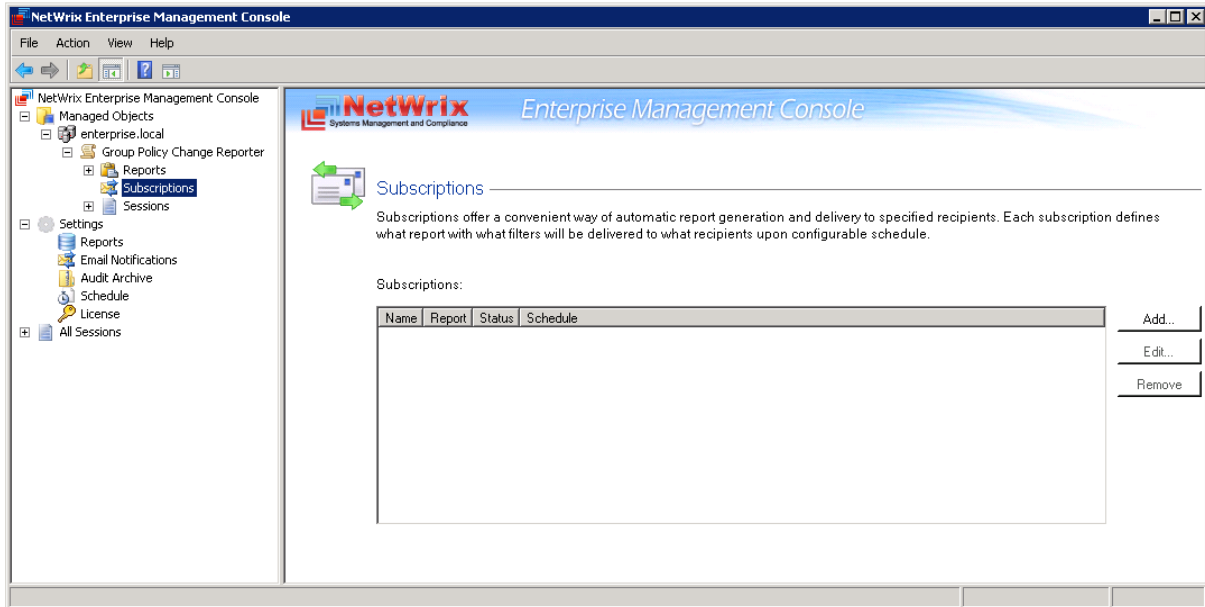 NetWrix Enterprise Management Console
File Action View Help
NetWrix Enterprise Management Console
Managed Objects
enterprise.local
Group Policy Change Reporter
Reports
Subscriptions
Sessions
Settings
Reports
Email Notifications
Audit Archive
Schedule
License
All Sessions
NetWrix Enterprise Management Console
Systems Management and Compliance
Subscriptions
Subscriptions offer a convenient way of automatic report generation and delivery to specified recipients. Each subscription defines
what report with what filters will be delivered to what recipients upon configurable schedule.
Subscriptions:
Name Report Status Schedule
Add...
Edit...
Remove